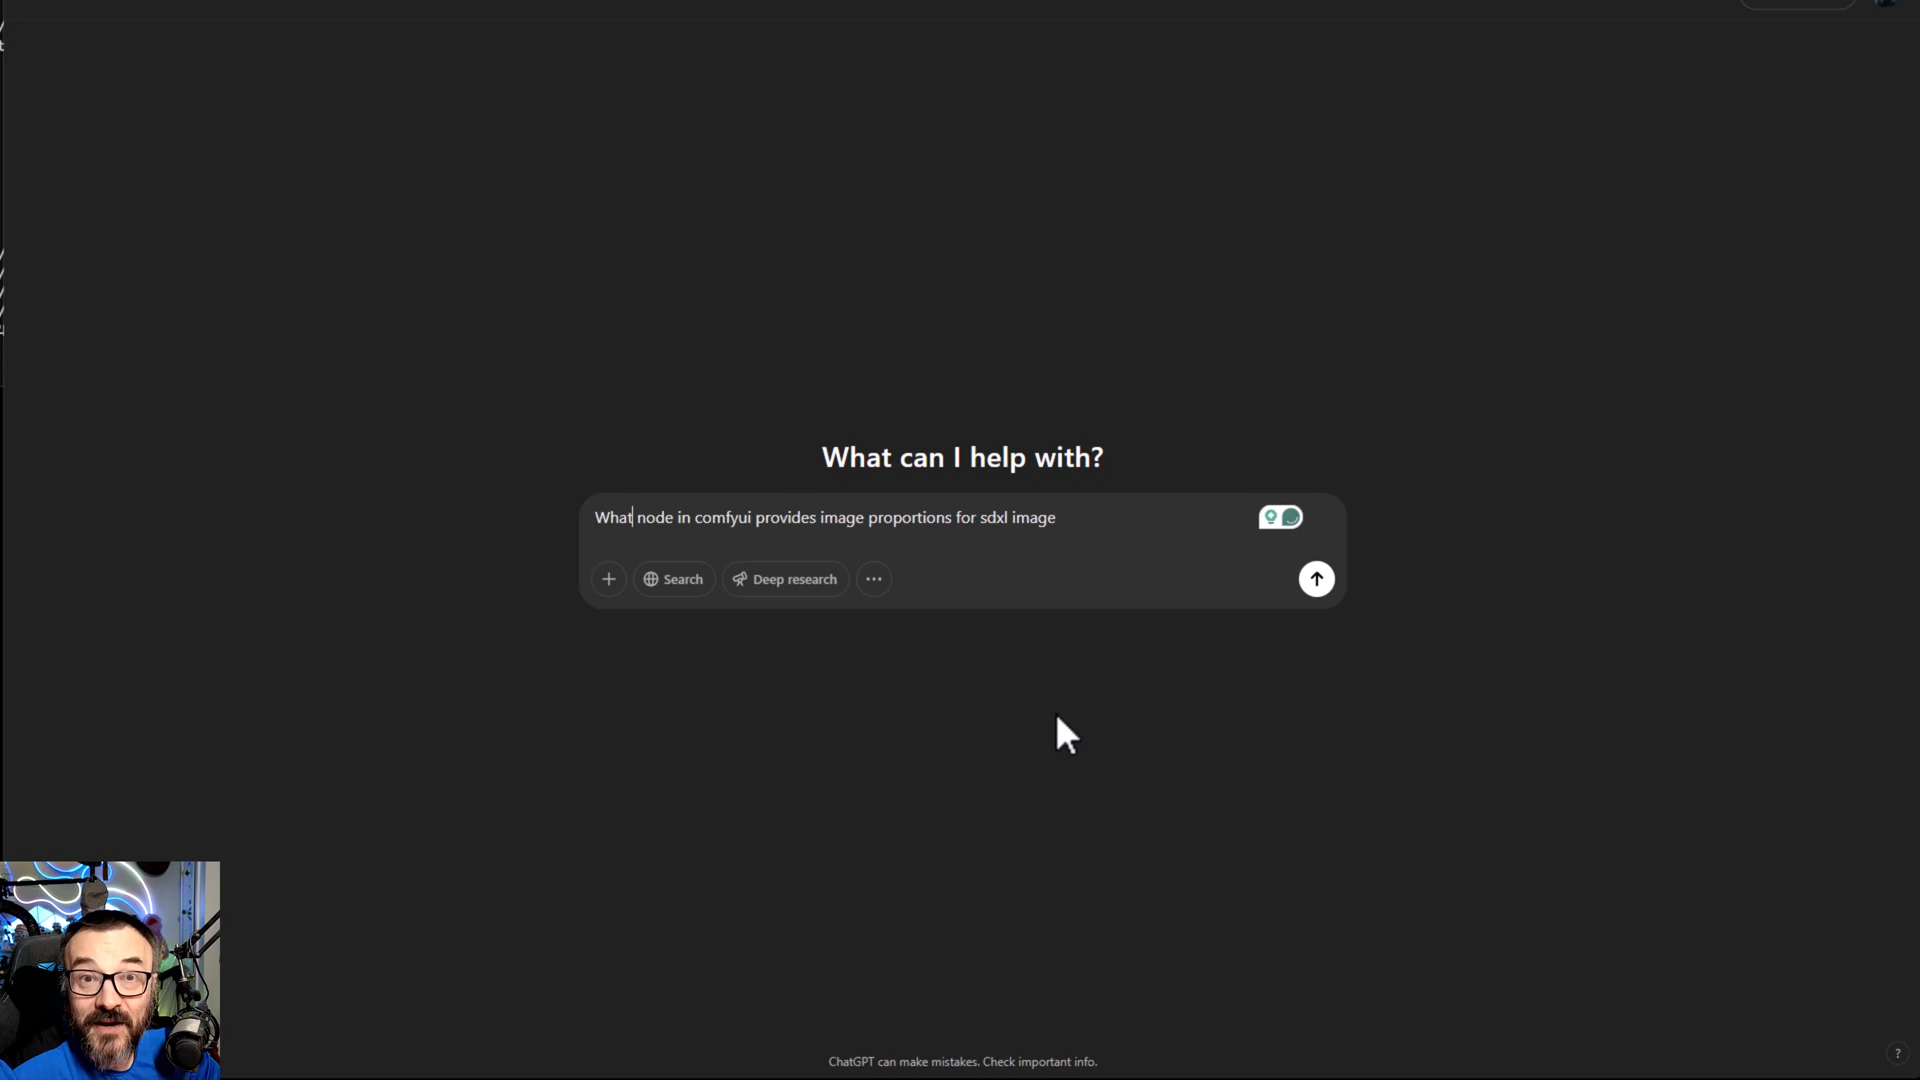 What can I help with?
What node in comfyui provides image proportions for sdxl image
Search
Deep research
ChatGPT can make mistakes. Check important info.
?